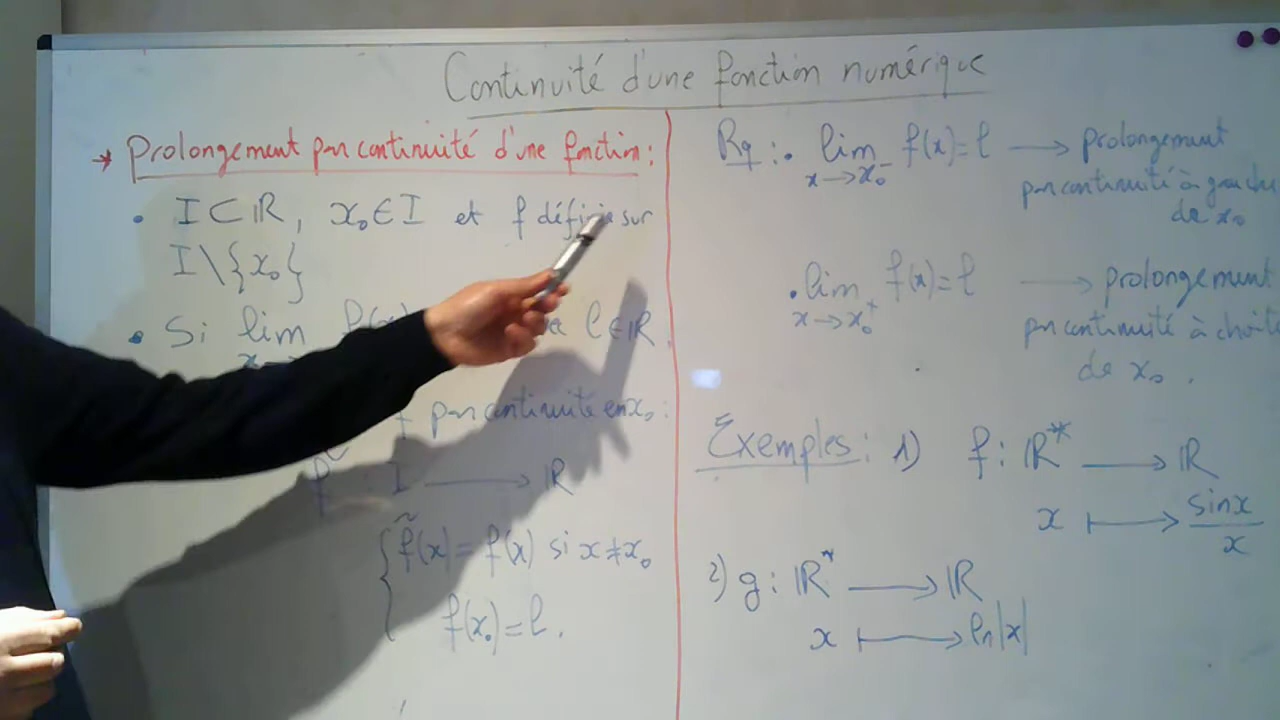 Continuité d'une fonction numérique
→ Prolongement par continuité d'une fonction :
• I ⊂ ℝ, x₀ ∈ I et f définie sur
I \ {x₀}
• Si lim f(x) ℓ ∈ ℝ
x →
f par continuité en x₀ :
f̃ : I ⟶ ℝ
{ f̃(x) = f(x) si x ≠ x₀
f(x₀) = ℓ.
Rq : • lim f(x) = ℓ ⟶ prolongement
x → x₀⁻ par continuité à gauche
de x₀
• lim f(x) = ℓ ⟶ prolongement
x → x₀⁺ par continuité à droite
de x₀.
Exemples : 1) f : ℝ* ⟶ ℝ
x ⟼ sinx/x
2) g : ℝ* ⟶ ℝ
x ⟼ ln|x|